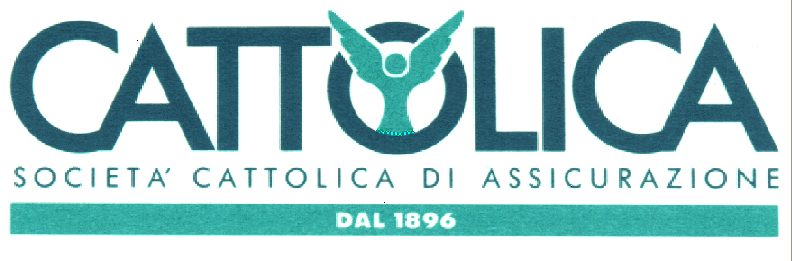 CATTOLICA
SOCIETA' CATTOLICA DI ASSICURAZIONE
DAL 1896